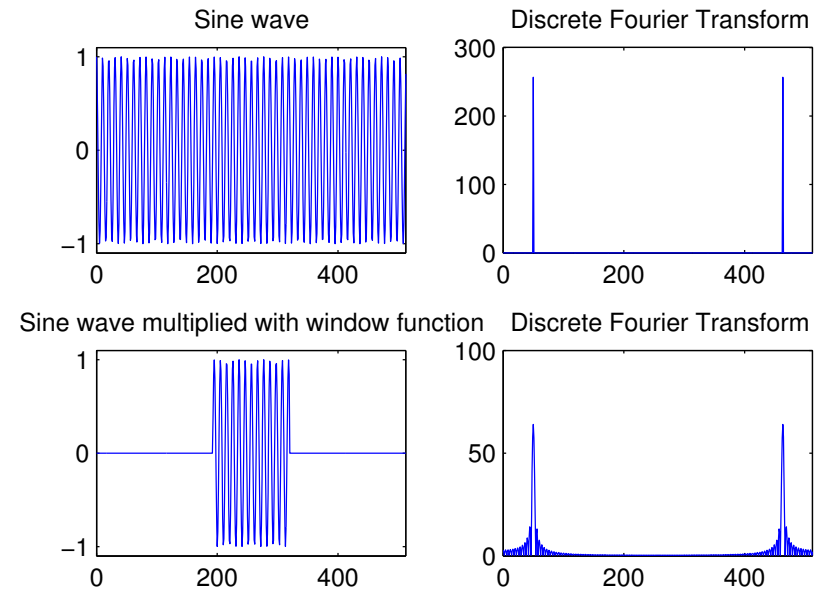 Sine wave
1
0
−1
0 200 400
Discrete Fourier Transform
300
200
100
0
0 200 400
Sine wave multiplied with window function
1
0
−1
0 200 400
Discrete Fourier Transform
100
50
0
0 200 400